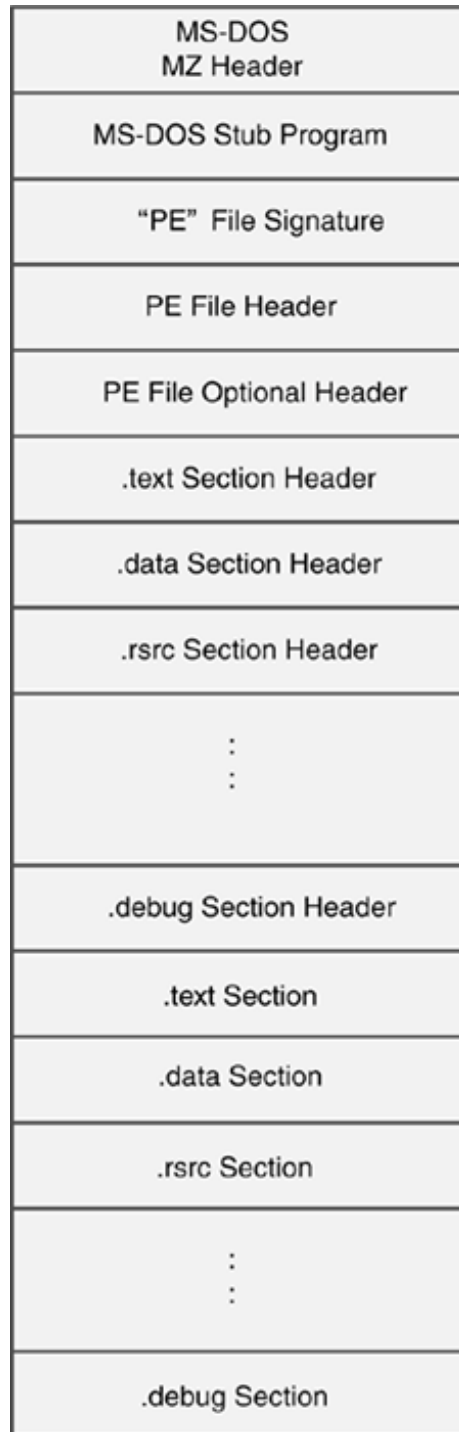 MS-DOS
MZ Header
MS-DOS Stub Program
“PE” File Signature
PE File Header
PE File Optional Header
.text Section Header
.data Section Header
.rsrc Section Header
:
:
.debug Section Header
.text Section
.data Section
.rsrc Section
:
:
.debug Section